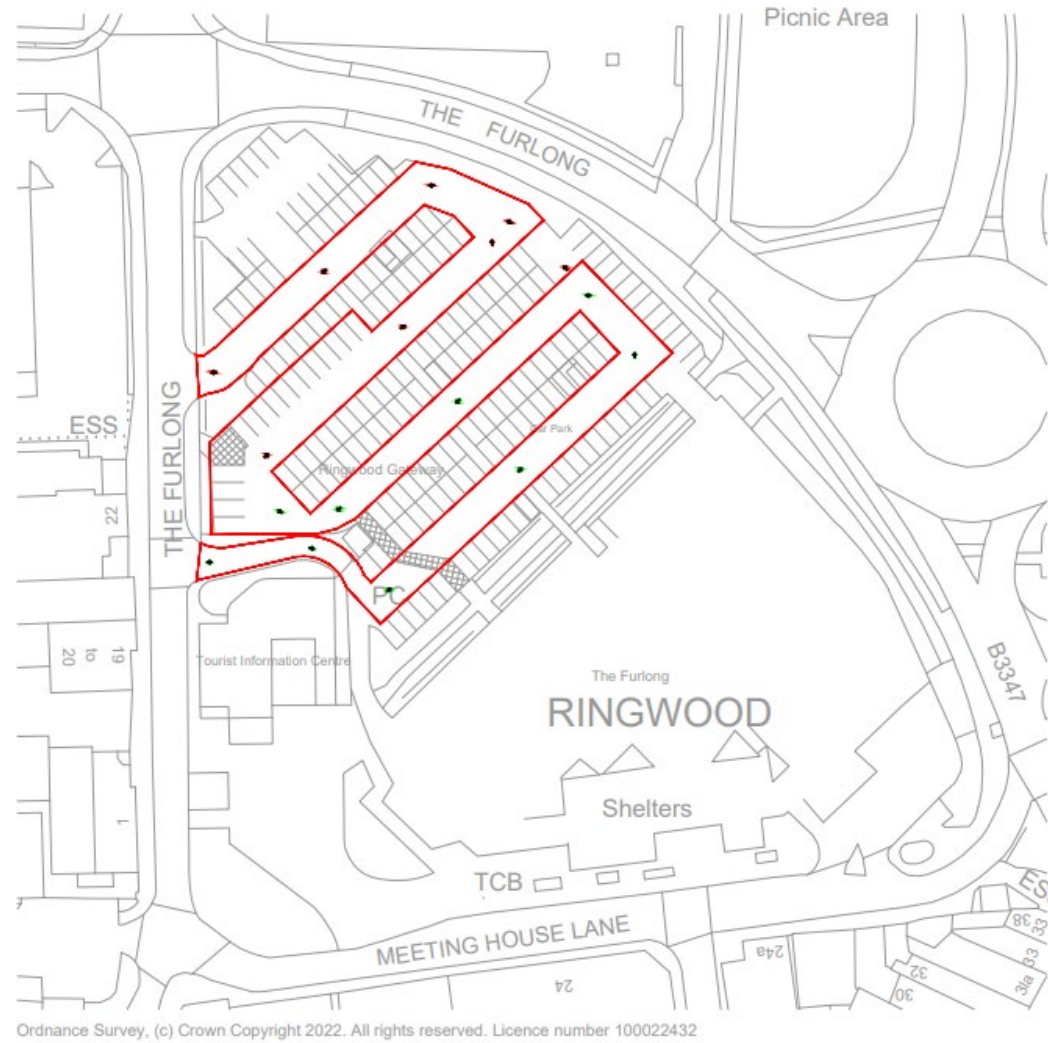 Picnic Area
THE FURLONG
THE FURLONG
ESS
22
Car Park
Ringwood Gateway
PC
19
to
20
Tourist Information Centre
The Furlong
RINGWOOD
B3347
1
Shelters
TCB
ES
MEETING HOUSE LANE
24
24a
38
33
33
32
31a
30
Ordnance Survey, (c) Crown Copyright 2022. All rights reserved. Licence number 100022432